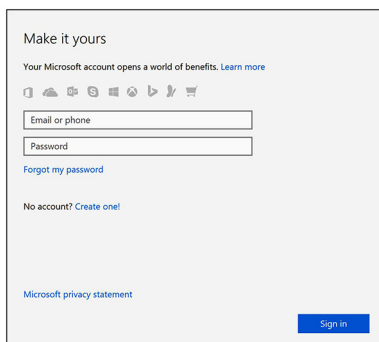 Make it yours
Your Microsoft account opens a world of benefits. Learn more
Email or phone
Password
Forgot my password
No account? Create one!
Microsoft privacy statement
Sign in